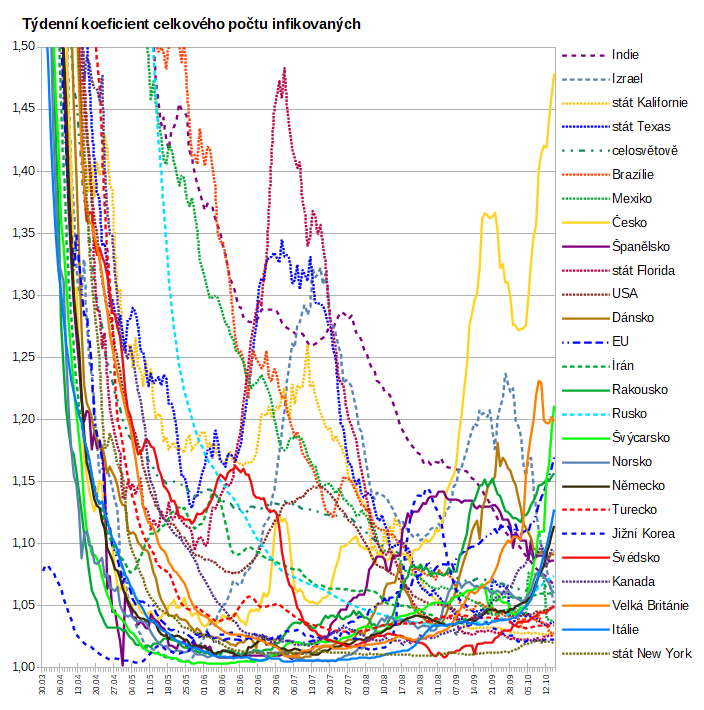 Týdenní koeficient celkového počtu infikovaných
1,50
1,45
1,40
1,35
1,30
1,25
1,20
1,15
1,10
1,05
1,00
30.03
06.04
13.04
20.04
27.04
04.05
11.05
18.05
25.05
01.06
08.06
15.06
22.06
29.06
06.07
13.07
20.07
27.07
03.08
10.08
17.08
24.08
31.08
07.09
14.09
21.09
28.09
05.10
12.10
Indie
Izrael
stát Kalifornie
stát Texas
celosvětově
Brazílie
Mexiko
Česko
Španělsko
stát Florida
USA
Dánsko
EU
Írán
Rakousko
Rusko
Švýcarsko
Norsko
Německo
Turecko
Jižní Korea
Švédsko
Kanada
Velká Británie
Itálie
stát New York